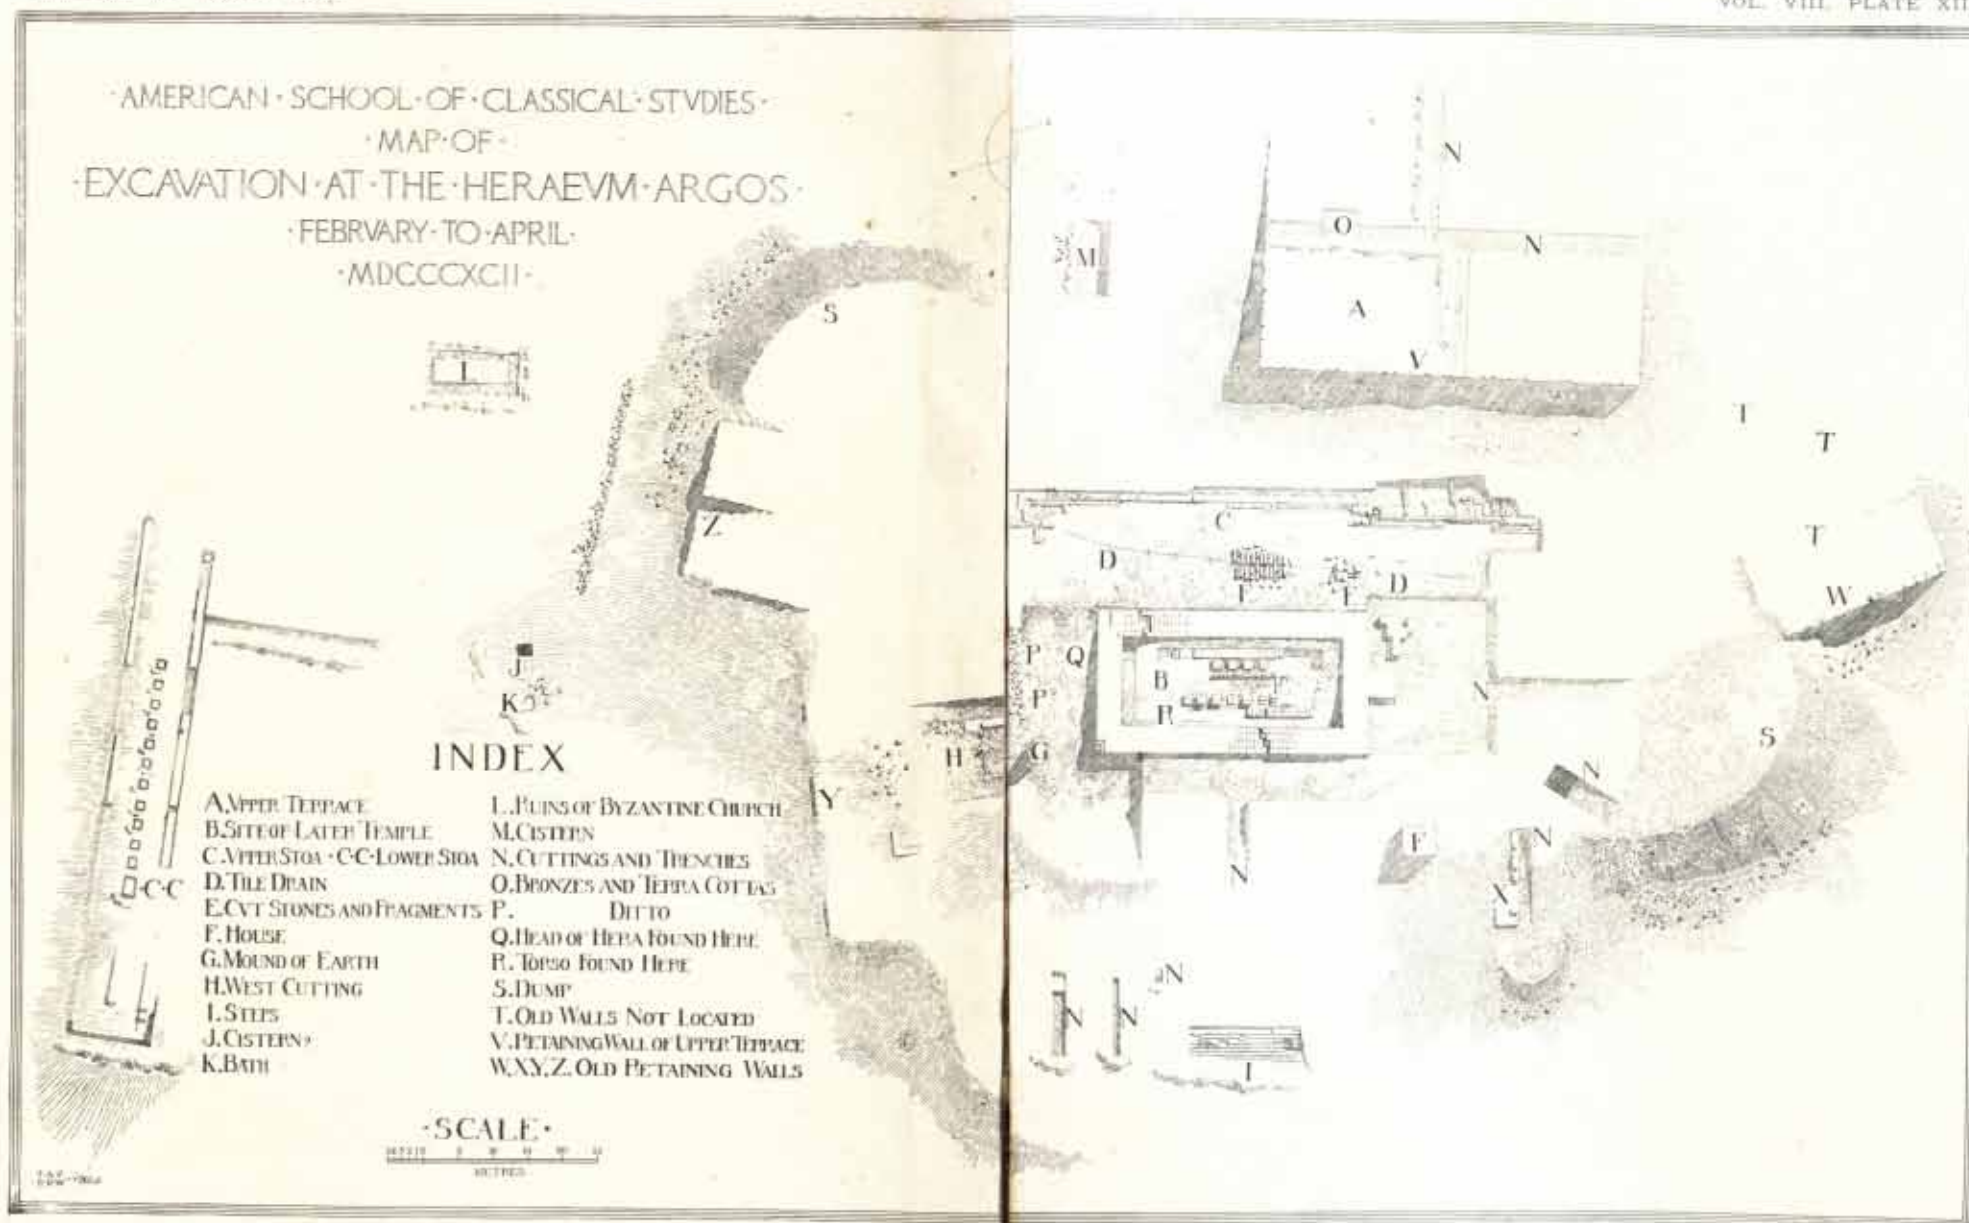 VOL. VIII. PLATE XII
·AMERICAN·SCHOOL·OF·CLASSICAL·STVDIES·
·MAP·OF·
·EXCAVATION·AT·THE·HERAEVM·ARGOS·
·FEBRVARY·TO·APRIL·
·MDCCCXCII·
N
O
N
M
A
S
V
I
I
T
T
Z
C
D
D
E
E
W
J
K
P
Q
B
P
R
N
H
G
S
Y
N
F
N
N
X
C·C
N
N
N
I
INDEX
A. VPPER TERRACE
B. SITE OF LATER TEMPLE
C. VPPER STOA · C-C-LOWER STOA
D. TILE DRAIN
E. CVT STONES AND FRAGMENTS
F. HOUSE
G. MOUND OF EARTH
H. WEST CUTTING
I. STEPS
J. CISTERN?
K. BATH
L. RUINS OF BYZANTINE CHURCH
M. CISTERN
N. CUTTINGS AND TRENCHES
O. BRONZES AND TERRA COTTAS
P. DITTO
Q. HEAD OF HERA FOUND HERE
R. TORSO FOUND HERE
S. DUMP
T. OLD WALLS NOT LOCATED
V. RETAINING WALL OF UPPER TERRACE
W,X,Y,Z. OLD RETAINING WALLS
·SCALE·
METRES